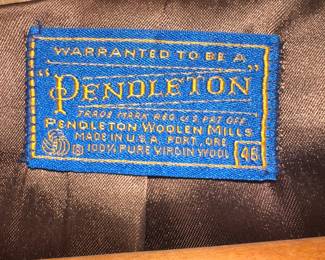 WARRANTED TO BE A
"PENDLETON"
TRADE MARK REG. U.S. PAT. OFF.
PENDLETON WOOLEN MILLS
MADE IN U.S.A. PORT., ORE
100% PURE VIRGIN WOOL 46